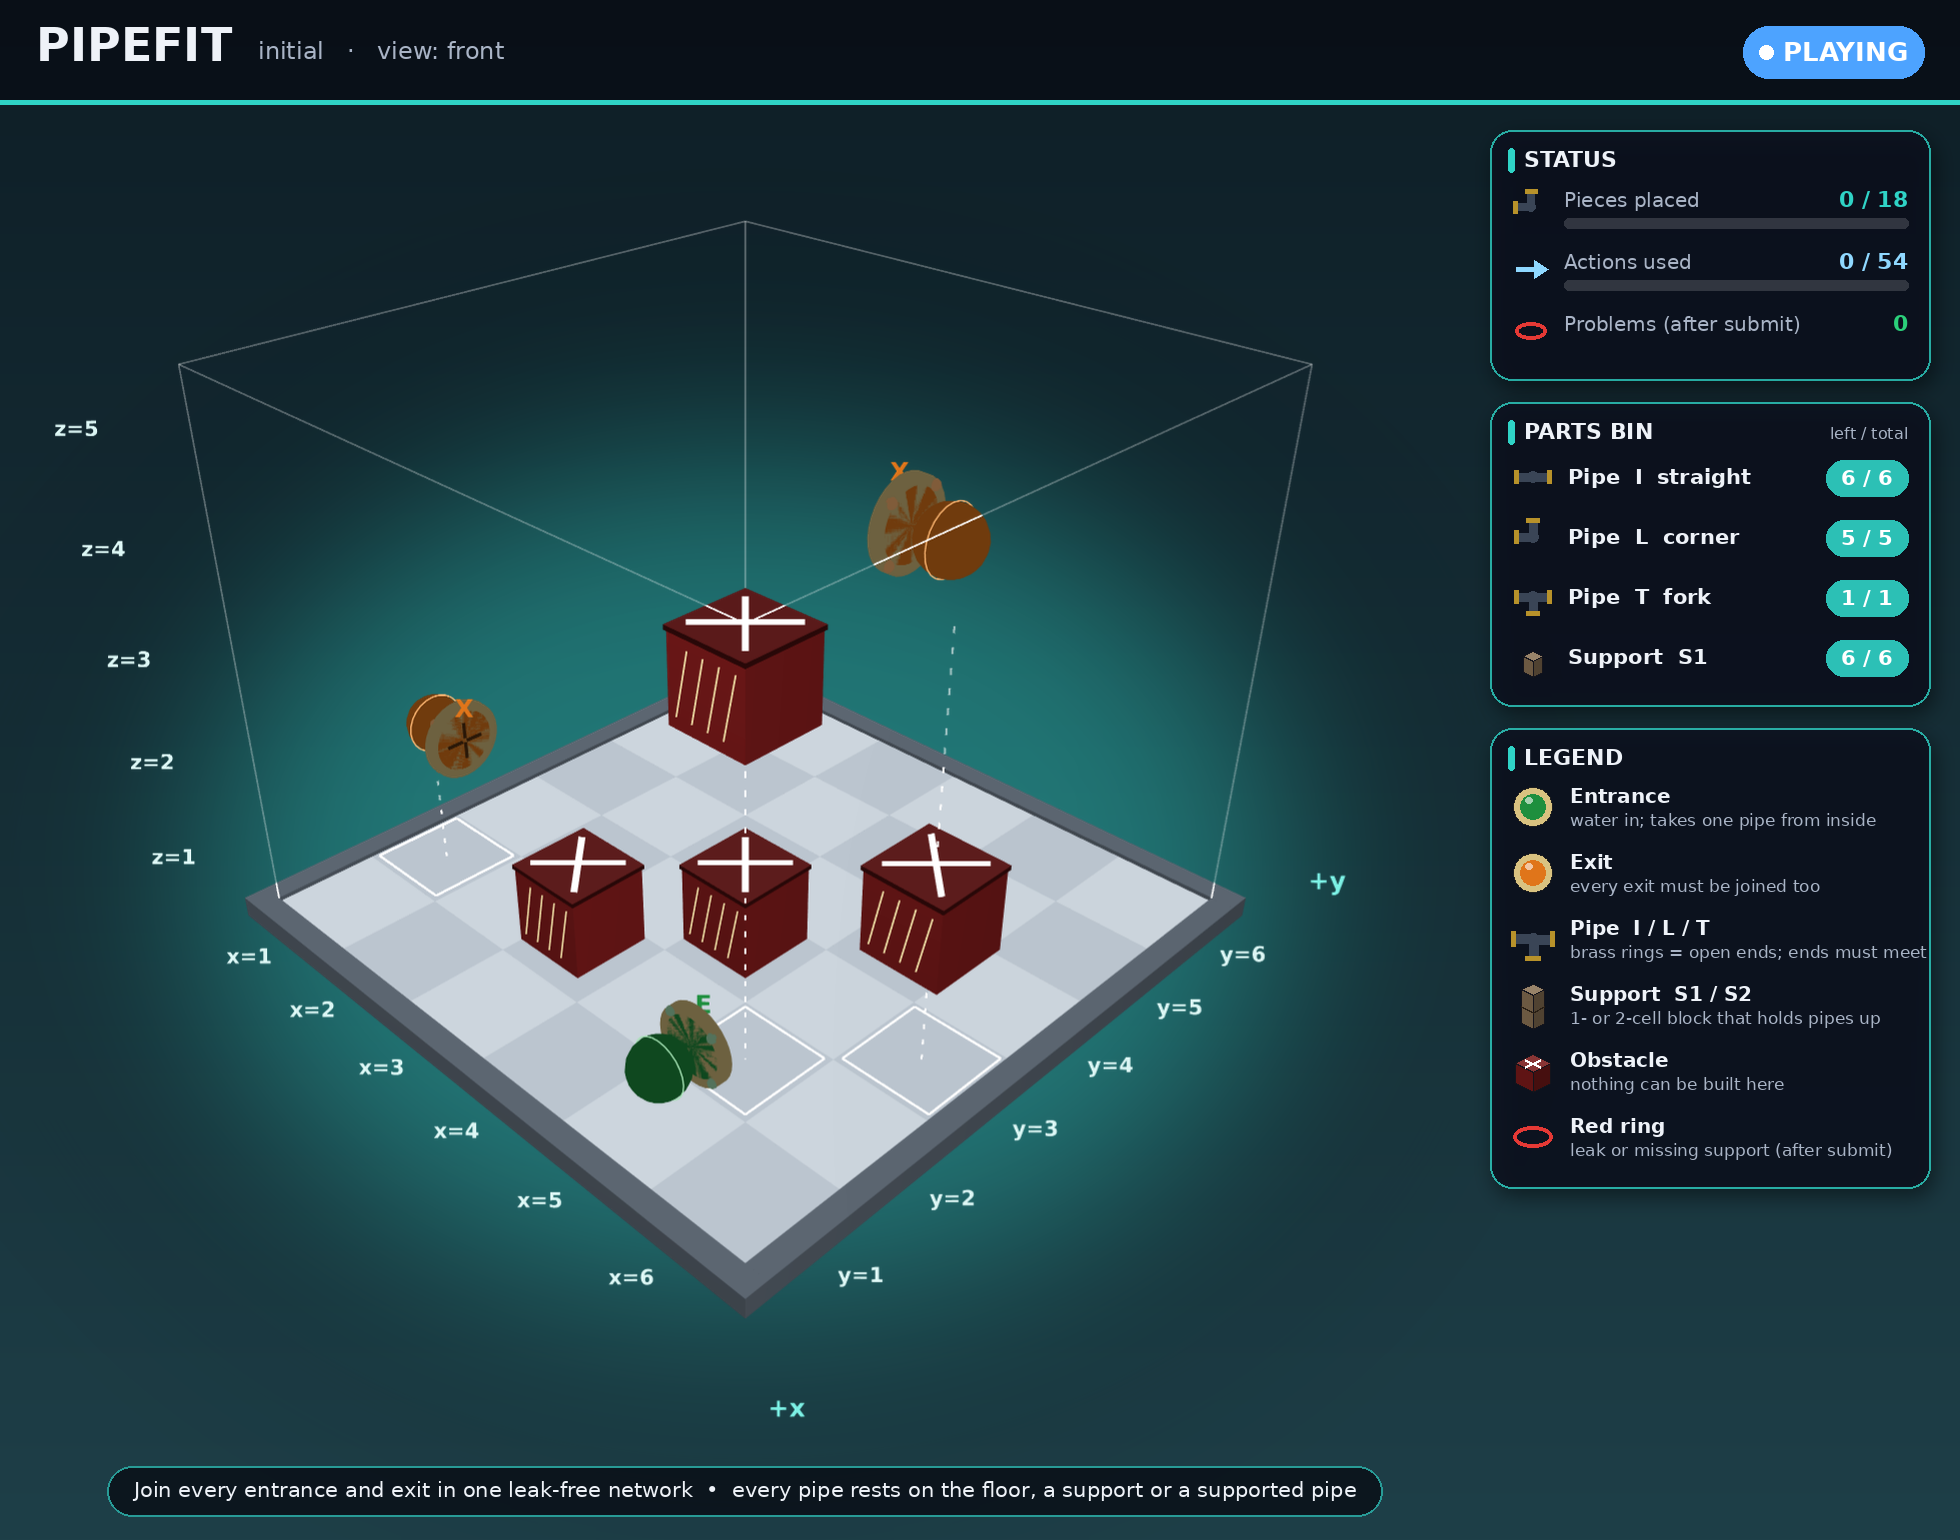 PIPEFIT initial · view: front
PLAYING
STATUS
Pieces placed 0 / 18
Actions used 0 / 54
Problems (after submit) 0
PARTS BIN left / total
Pipe I straight 6 / 6
Pipe L corner 5 / 5
Pipe T fork 1 / 1
Support S1 6 / 6
LEGEND
Entrance
water in; takes one pipe from inside
Exit
every exit must be joined too
Pipe I / L / T
brass rings = open ends; ends must meet
Support S1 / S2
1- or 2-cell block that holds pipes up
Obstacle
nothing can be built here
Red ring
leak or missing support (after submit)
z=5
z=4
z=3
z=2
z=1
X
X
E
x=1
x=2
x=3
x=4
x=5
x=6
+y
y=6
y=5
y=4
y=3
y=2
y=1
+x
Join every entrance and exit in one leak-free network • every pipe rests on the floor, a support or a supported pipe